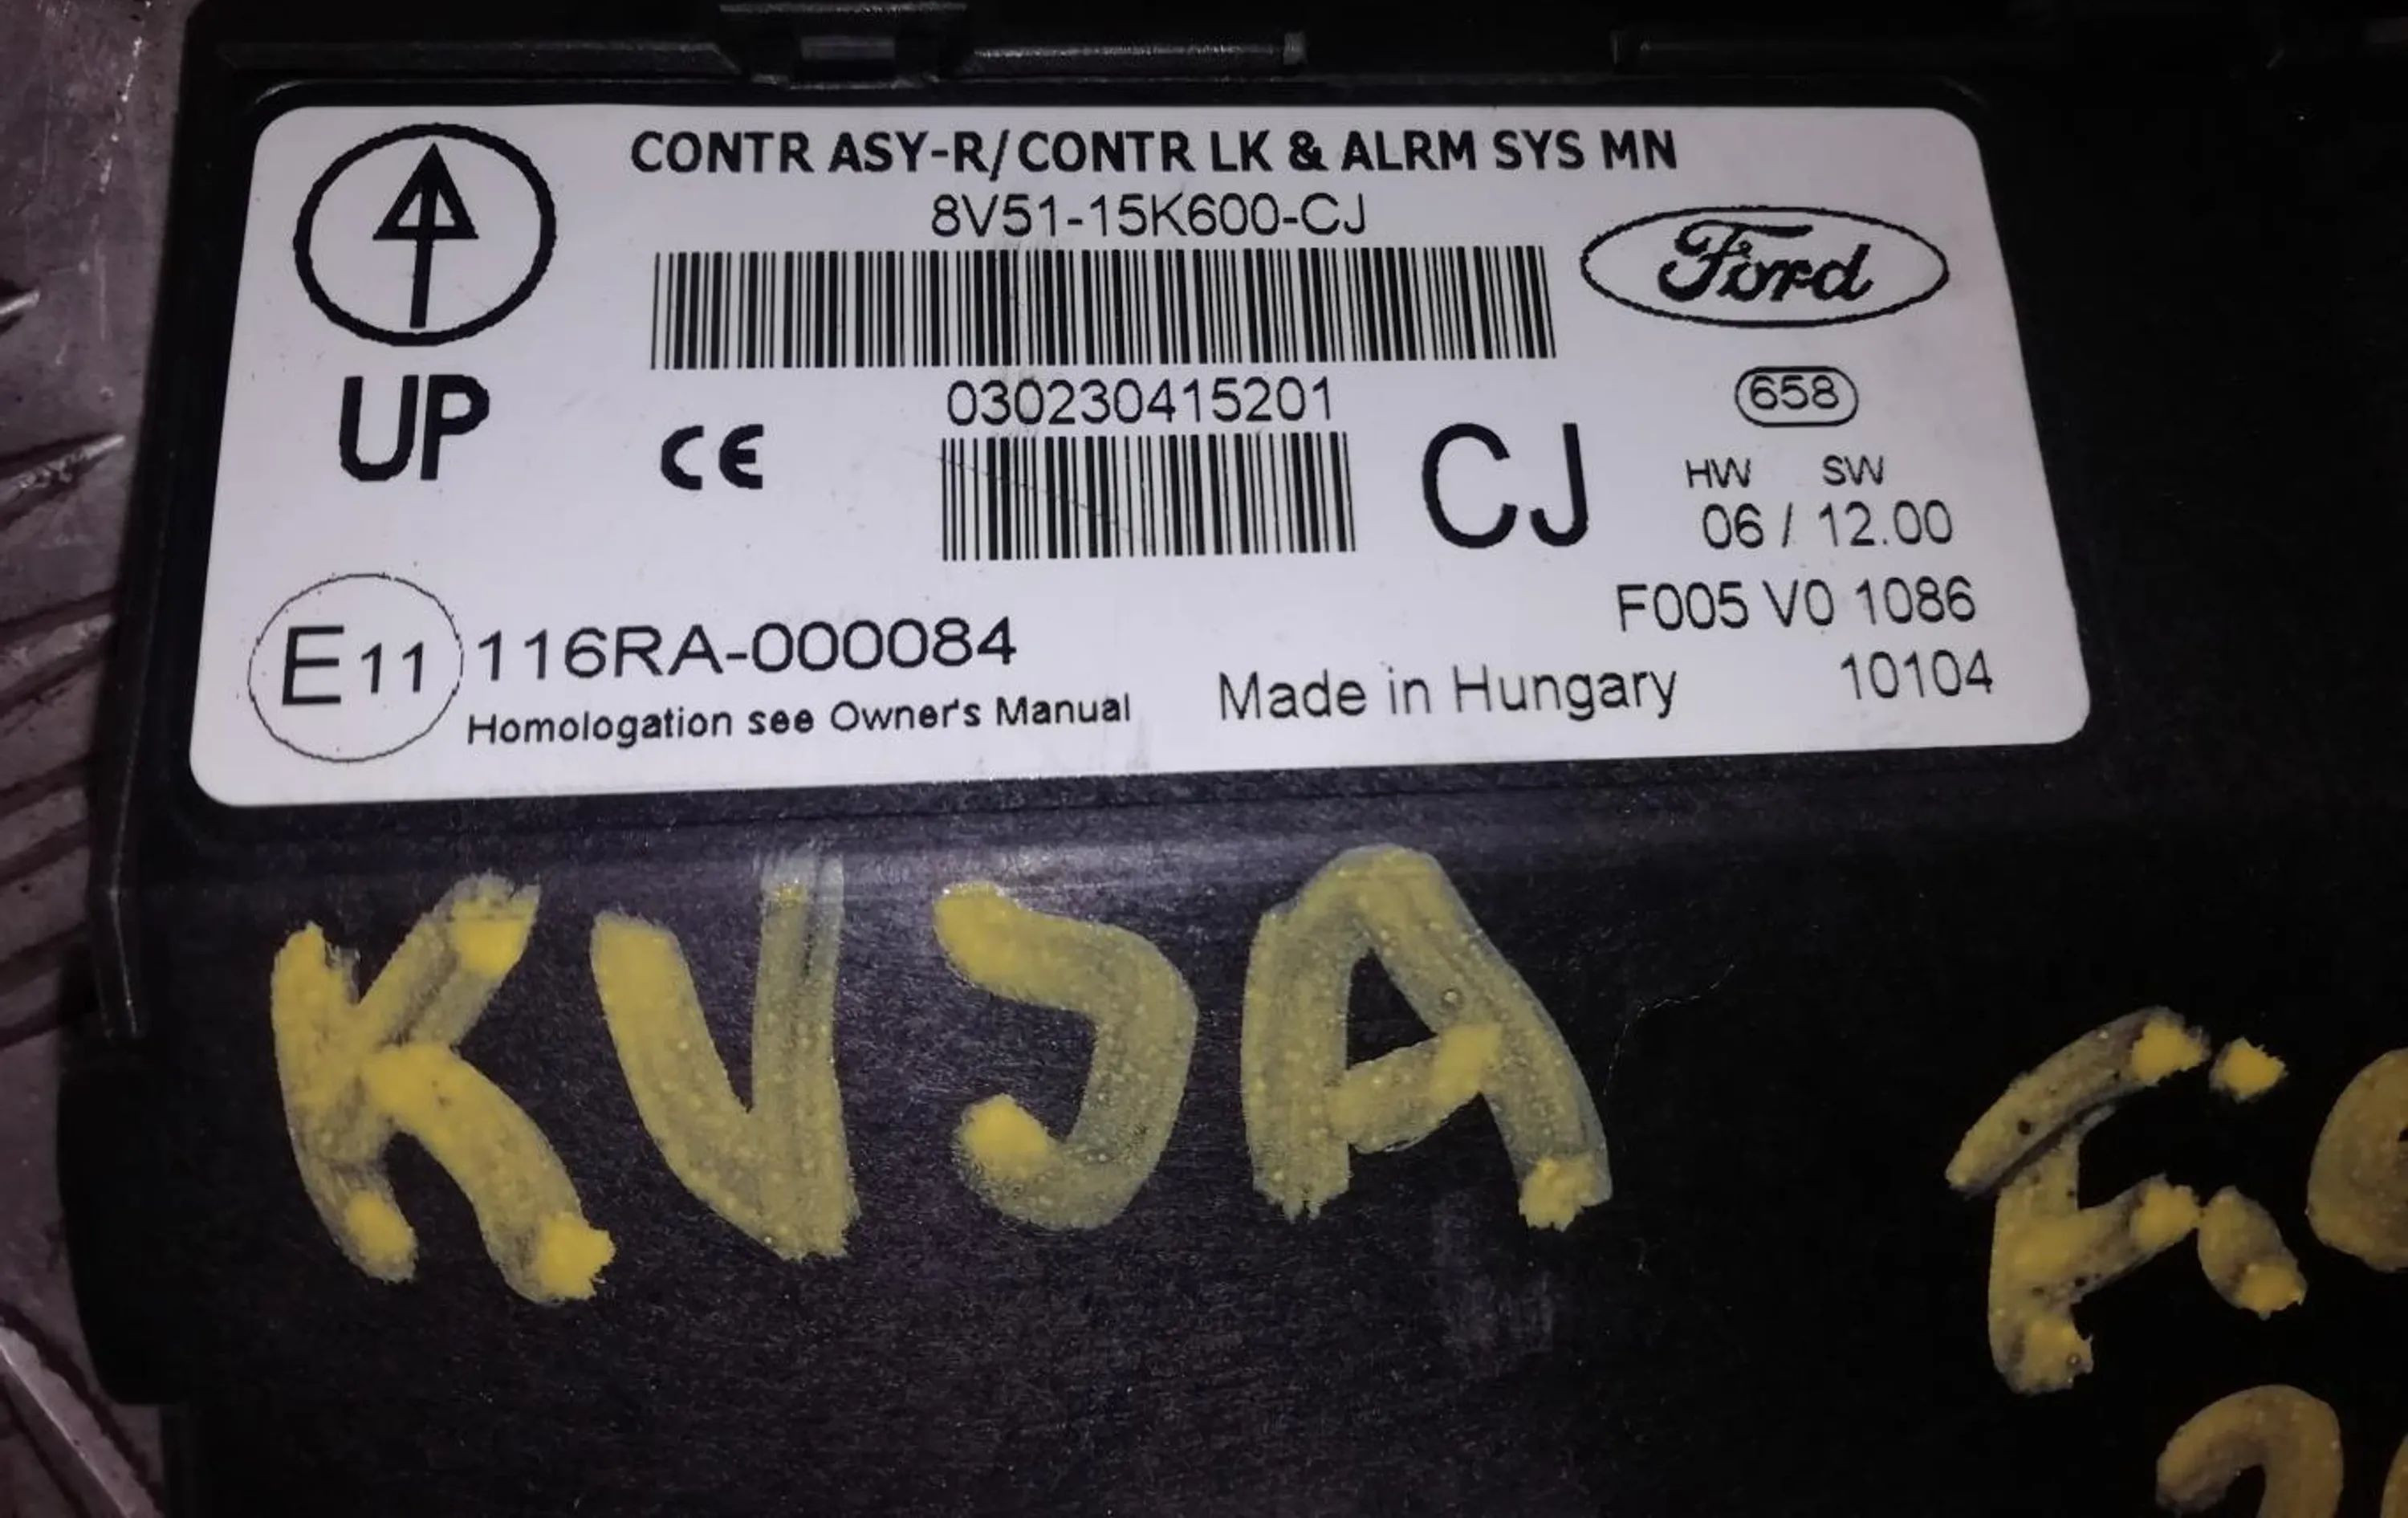 CONTR ASY-R/CONTR LK & ALRM SYS MN
8V51-15K600-CJ
Ford
UP
CE
030230415201
CJ
658
HW SW
06 / 12.00
F005 V0 1086
E11 116RA-000084
Homologation see Owner's Manual
Made in Hungary
10104